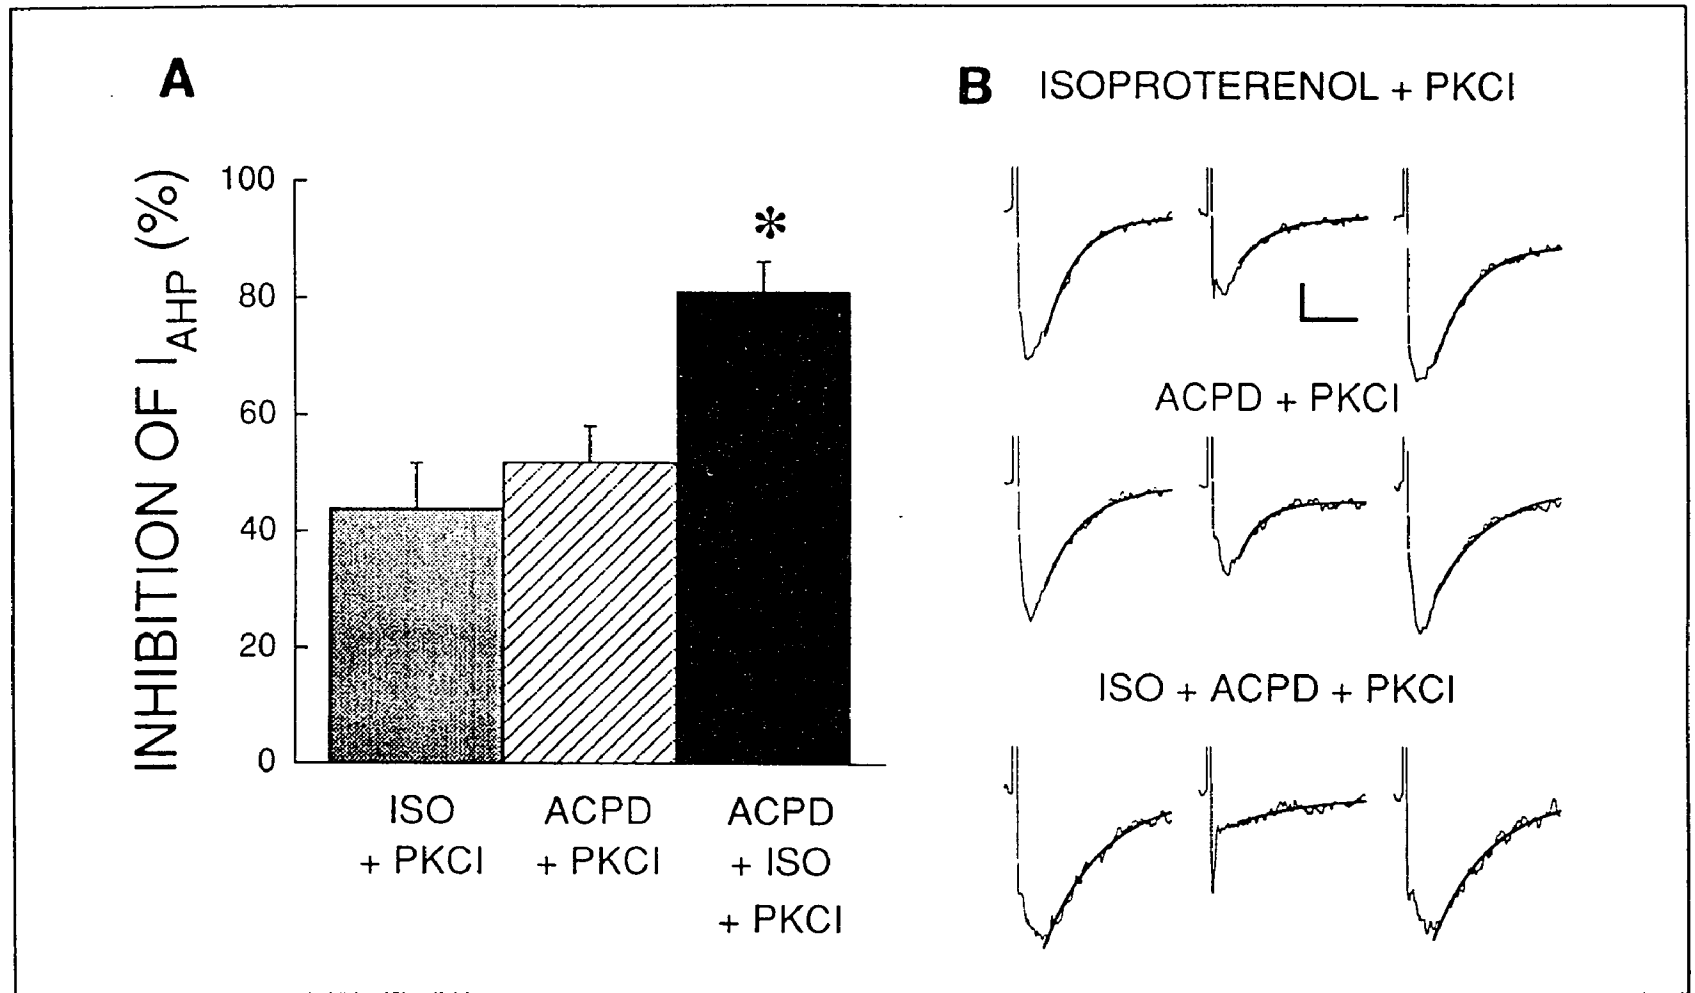 A
INHIBITION OF I AHP (%)
100
80
60
40
20
0
*
ISO
+ PKCI
ACPD
+ PKCI
ACPD
+ ISO
+ PKCI
B ISOPROTERENOL + PKCI
ACPD + PKCI
ISO + ACPD + PKCI